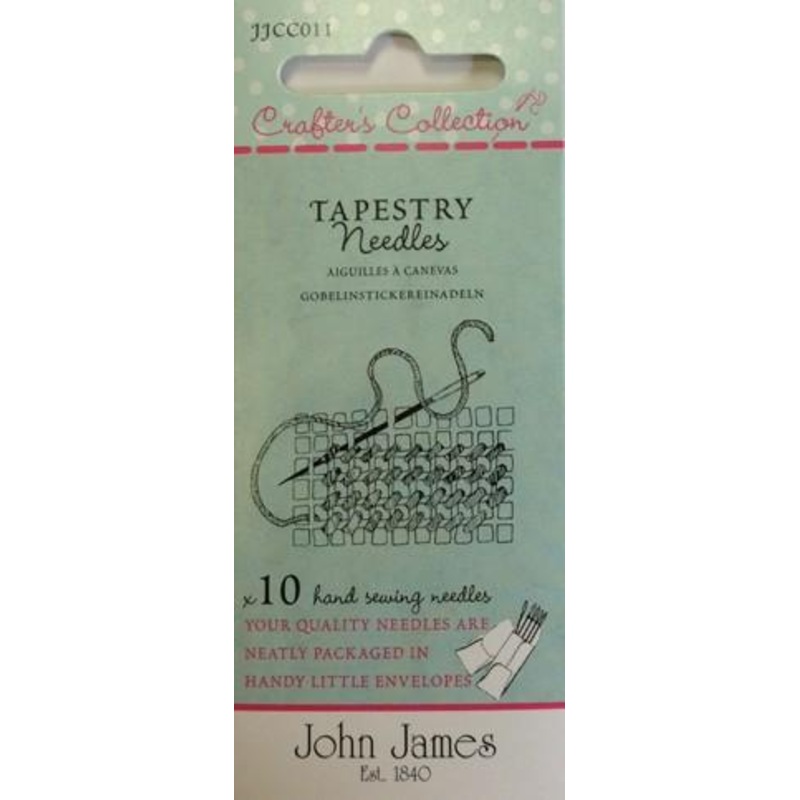 JJCC011
Crafter's Collection
TAPESTRY
Needles
AIGUILLES À CANEVAS
GOBELINSTICKEREINADELN
x10 hand sewing needles
YOUR QUALITY NEEDLES ARE
NEATLY PACKAGED IN
HANDY LITTLE ENVELOPES
John James
Est. 1840